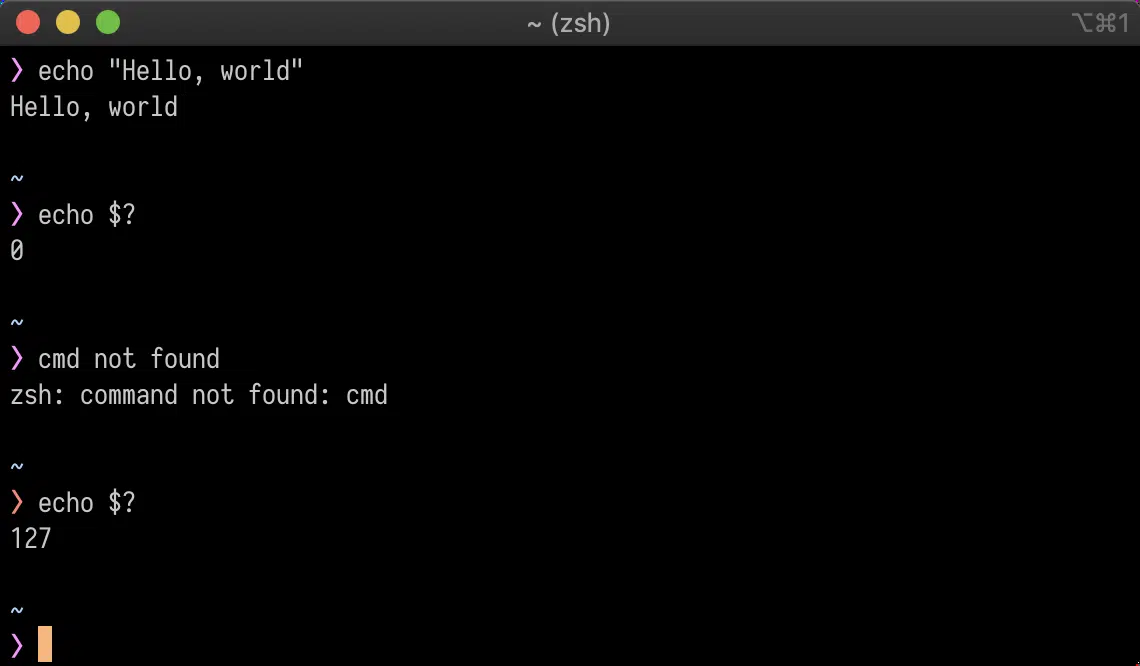 ~ (zsh)
⌥⌘1
❯ echo "Hello, world"
Hello, world
~
❯ echo $?
0
~
❯ cmd not found
zsh: command not found: cmd
~
❯ echo $?
127
~
❯